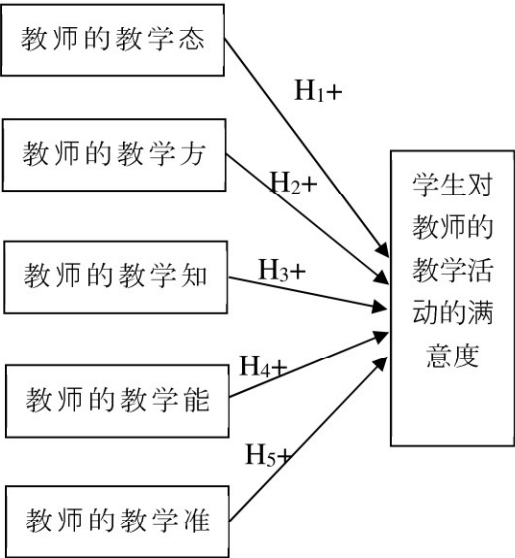 教师的教学态
H1+
教师的教学方
H2+
教师的教学知
H3+
教师的教学能
H4+
教师的教学准
H5+
学生对
教师的
教学活
动的满
意度